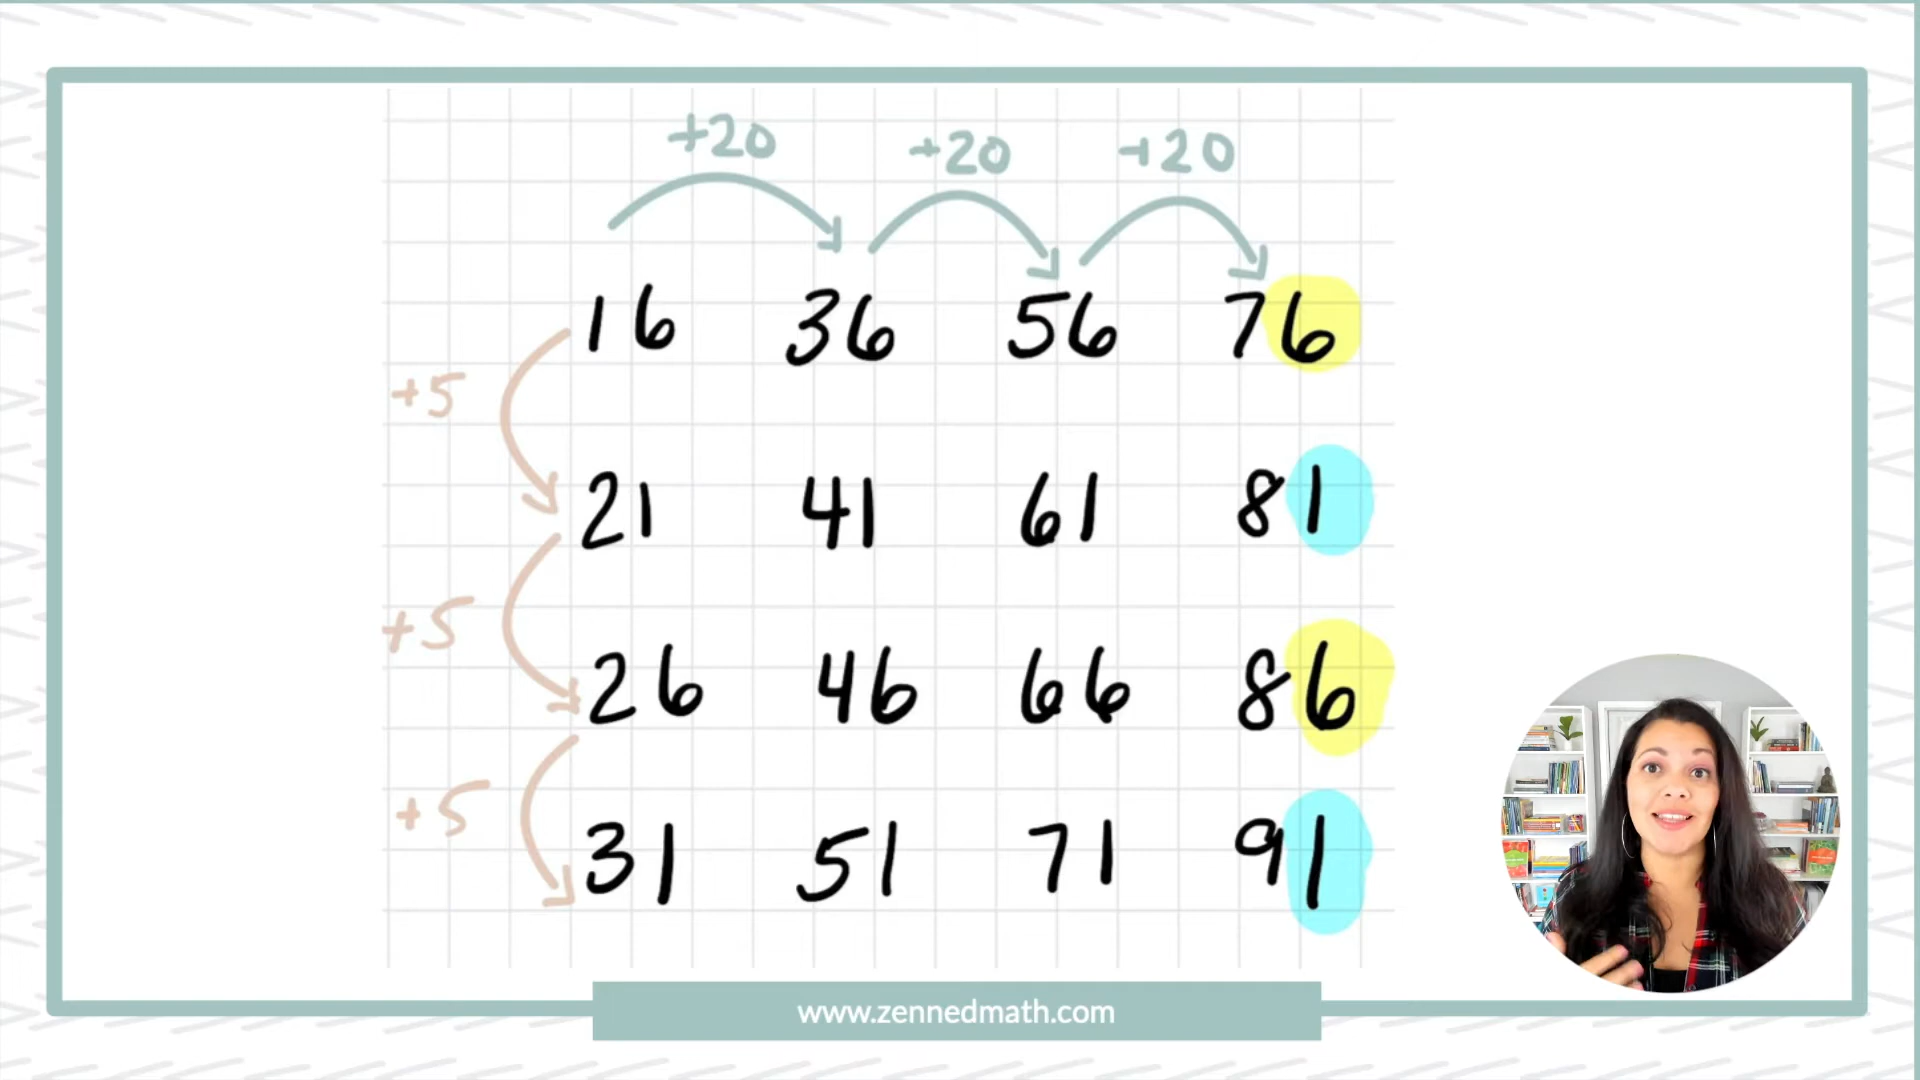 +20 +20 +20
16 36 56 76
+5
21 41 61 81
+5
26 46 66 86
+5
31 51 71 91
www.zennedmath.com